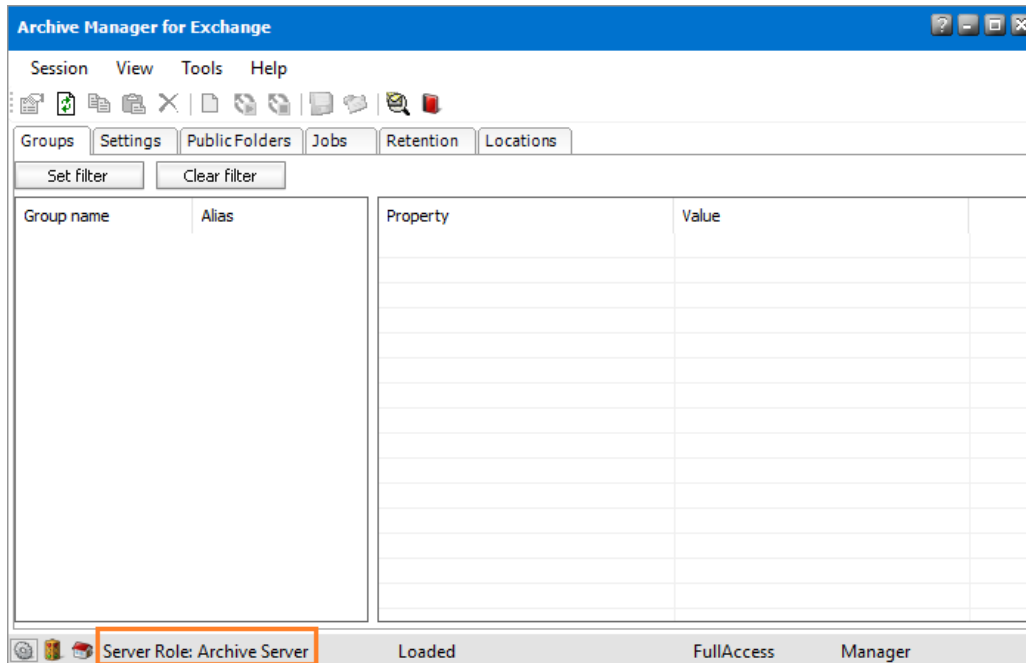 Archive Manager for Exchange
Session View Tools Help
Groups Settings Public Folders Jobs Retention Locations
Set filter Clear filter
Group name Alias Property Value
Server Role: Archive Server Loaded FullAccess Manager